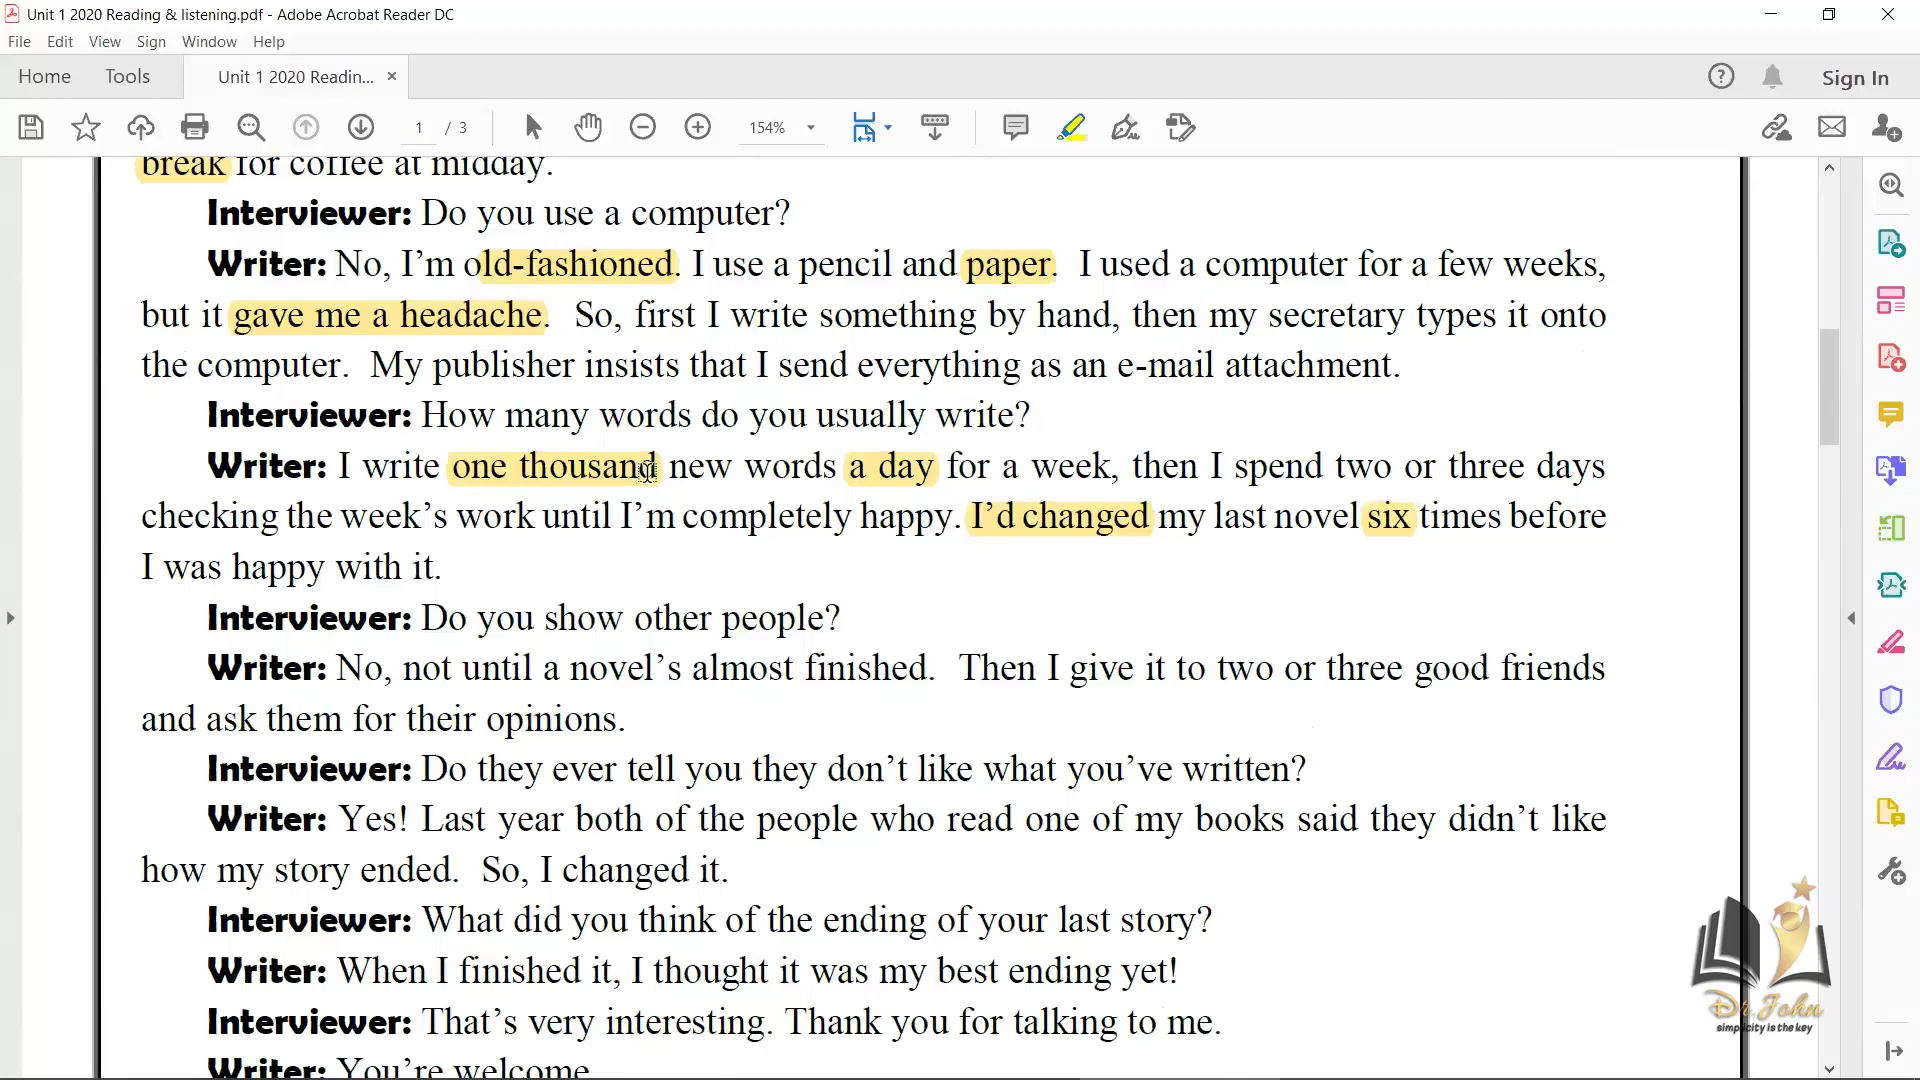 Unit 1 2020 Reading & listening.pdf - Adobe Acrobat Reader DC
File Edit View Sign Window Help
Home Tools Unit 1 2020 Readin... × Sign In
1 / 3 154%
break for coffee at midday.
Interviewer: Do you use a computer?
Writer: No, I'm old-fashioned. I use a pencil and paper. I used a computer for a few weeks,
but it gave me a headache. So, first I write something by hand, then my secretary types it onto
the computer. My publisher insists that I send everything as an e-mail attachment.
Interviewer: How many words do you usually write?
Writer: I write one thousand new words a day for a week, then I spend two or three days
checking the week's work until I'm completely happy. I'd changed my last novel six times before
I was happy with it.
Interviewer: Do you show other people?
Writer: No, not until a novel's almost finished. Then I give it to two or three good friends
and ask them for their opinions.
Interviewer: Do they ever tell you they don't like what you've written?
Writer: Yes! Last year both of the people who read one of my books said they didn't like
how my story ended. So, I changed it.
Interviewer: What did you think of the ending of your last story?
Writer: When I finished it, I thought it was my best ending yet!
Interviewer: That's very interesting. Thank you for talking to me.
Writer: You're welcome
Dr.John
simplicity is the key